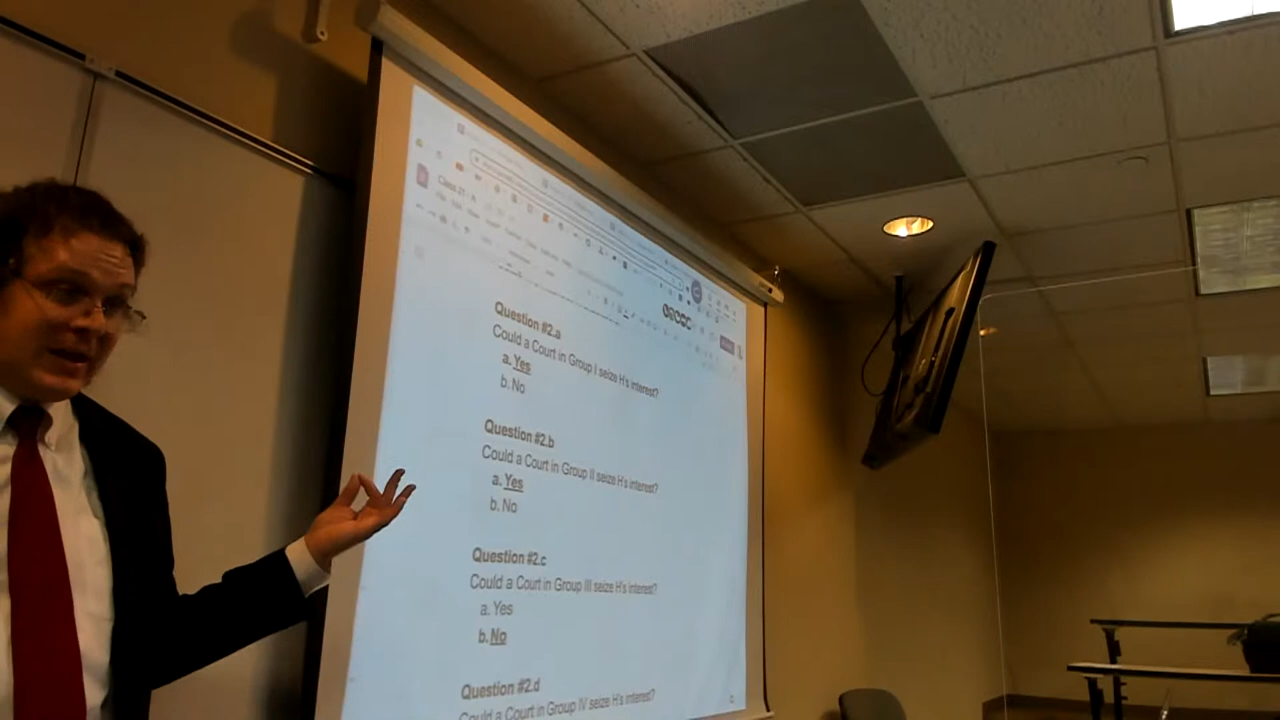 Class 21
Question #2.a
Could a Court in Group I seize H's interest?
a. Yes
b. No
Question #2.b
Could a Court in Group II seize H's interest?
a. Yes
b. No
Question #2.c
Could a Court in Group III seize H's interest?
a. Yes
b. No
Question #2.d
Could a Court in Group IV seize H's interest?